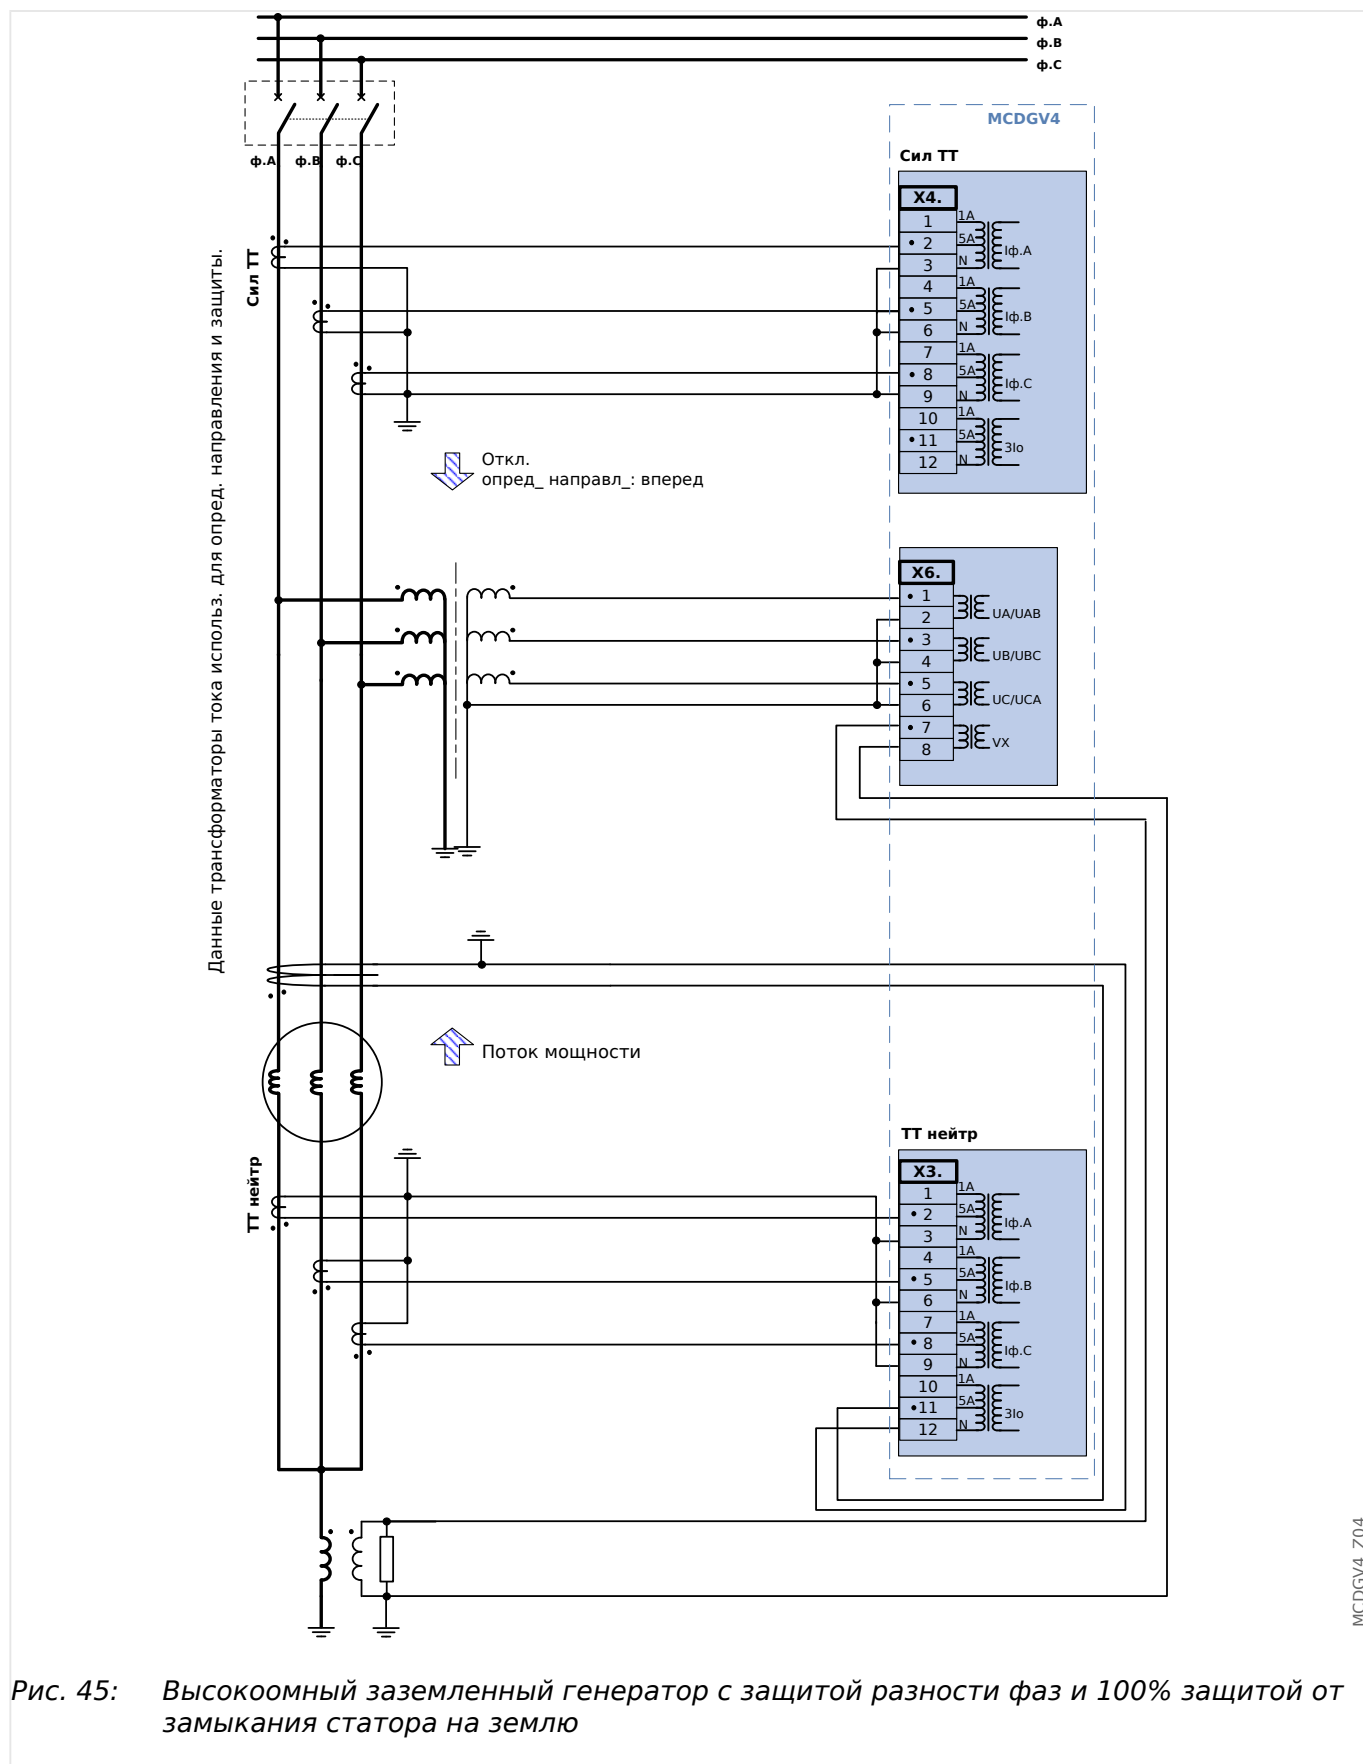 ф.A
ф.B
ф.C
ф.A ф.B ф.C
MCDGV4
Сил ТТ
X4.
1 1A
2 5A Iф.A
3 N
4 1A
5 5A Iф.B
6 N
7 1A
8 5A Iф.C
9 N
10 1A
11 5A 3Io
12 N
Сил ТТ
Данные трансформаторы тока использ. для опред. направления и защиты.
Откл.
опред_ направл_: вперед
X6.
1
2 UA/UAB
3
4 UB/UBC
5
6 UC/UCA
7
8 VX
Поток мощности
ТТ нейтр
ТТ нейтр
X3.
1 1A
2 5A Iф.A
3 N
4 1A
5 5A Iф.B
6 N
7 1A
8 5A Iф.C
9 N
10 1A
11 5A 3Io
12 N
MCDGV4_Z04
Рис. 45: Высокоомный заземленный генератор с защитой разности фаз и 100% защитой от
замыкания статора на землю